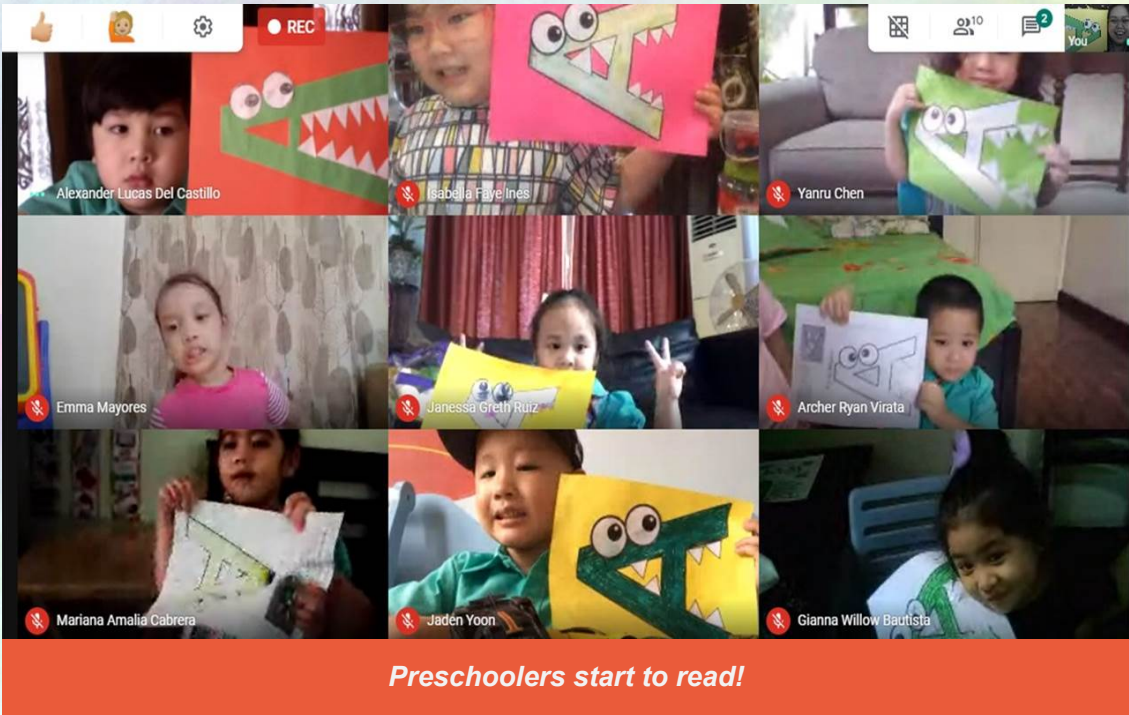 REC
10
2
You
Alexander Lucas Del Castillo
Isabella Faye Ines
Yanru Chen
Emma Mayores
Janessa Greth Ruiz
Archer Ryan Virata
Mariana Amalia Cabrera
Jaden Yoon
Gianna Willow Bautista
Preschoolers start to read!